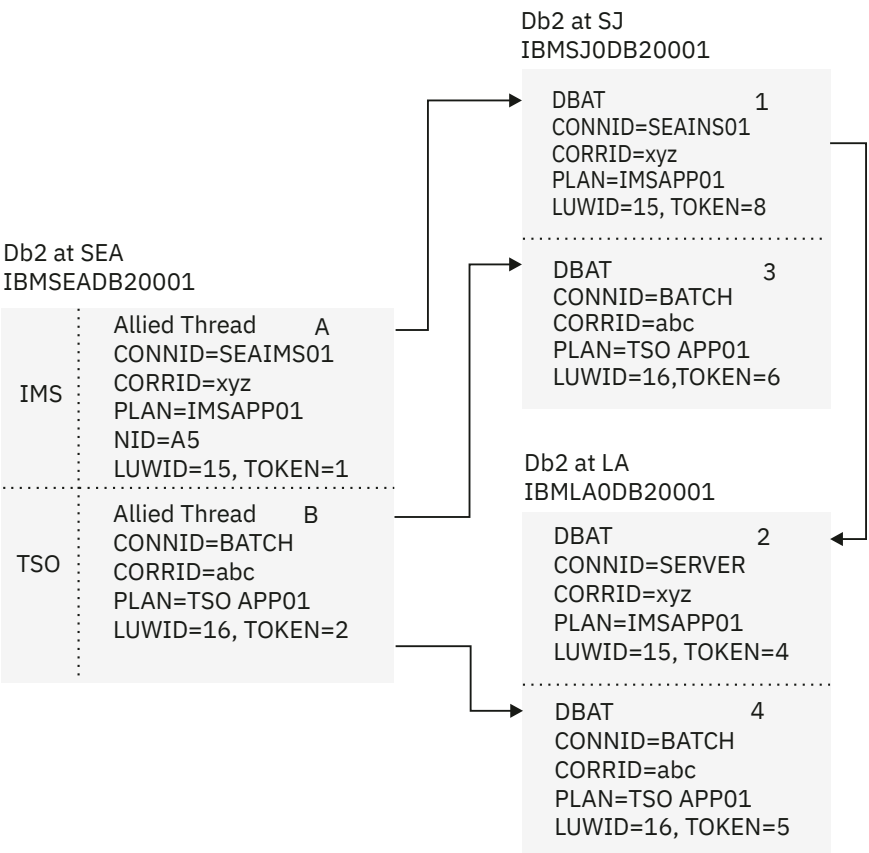 Db2 at SJ
IBMSJ0DB20001
DBAT 1
CONNID=SEAINS01
CORRID=xyz
PLAN=IMSAPP01
LUWID=15, TOKEN=8
DBAT 3
CONNID=BATCH
CORRID=abc
PLAN=TSO APP01
LUWID=16,TOKEN=6
Db2 at SEA
IBMSEADB20001
IMS
Allied Thread A
CONNID=SEAIMS01
CORRID=xyz
PLAN=IMSAPP01
NID=A5
LUWID=15, TOKEN=1
TSO
Allied Thread B
CONNID=BATCH
CORRID=abc
PLAN=TSO APP01
LUWID=16, TOKEN=2
Db2 at LA
IBMLA0DB20001
DBAT 2
CONNID=SERVER
CORRID=xyz
PLAN=IMSAPP01
LUWID=15, TOKEN=4
DBAT 4
CONNID=BATCH
CORRID=abc
PLAN=TSO APP01
LUWID=16, TOKEN=5